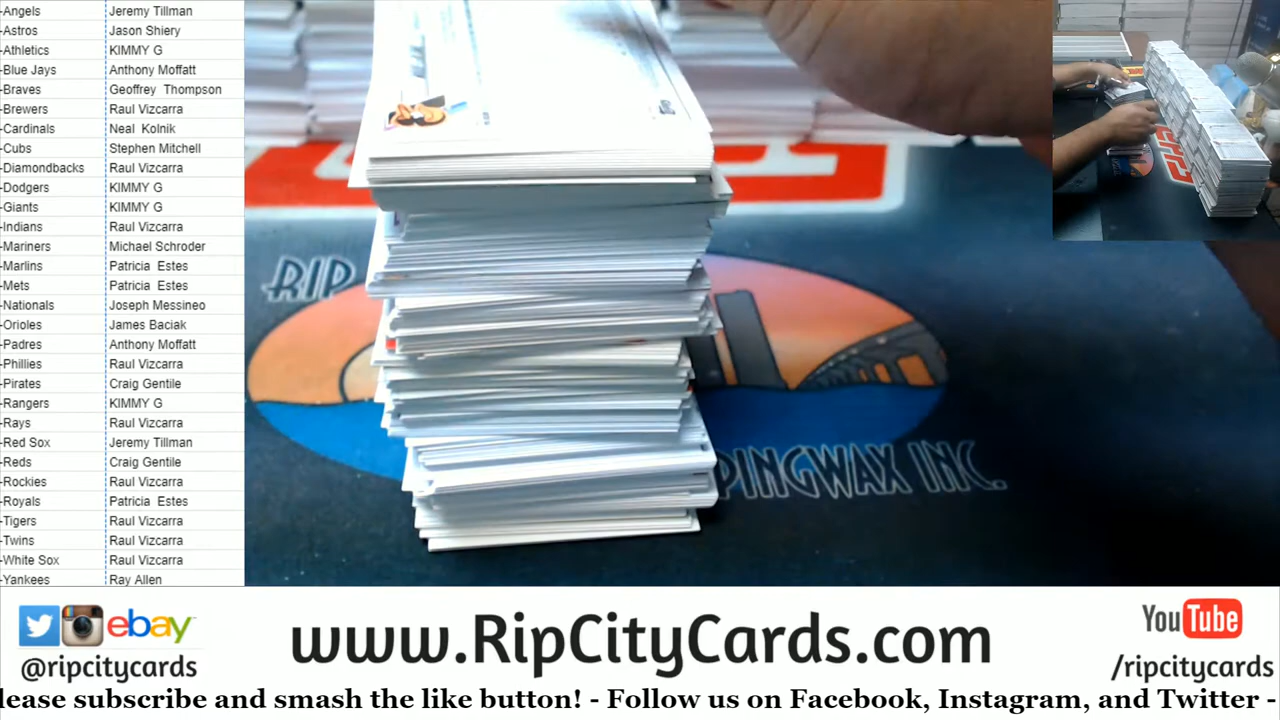 -Angels Jeremy Tillman
-Astros Jason Shiery
-Athletics KIMMY G
-Blue Jays Anthony Moffatt
-Braves Geoffrey Thompson
-Brewers Raul Vizcarra
-Cardinals Neal Kolnik
-Cubs Stephen Mitchell
-Diamondbacks Raul Vizcarra
-Dodgers KIMMY G
-Giants KIMMY G
-Indians Raul Vizcarra
-Mariners Michael Schroder
-Marlins Patricia Estes
-Mets Patricia Estes
-Nationals Joseph Messineo
-Orioles James Baciak
-Padres Anthony Moffatt
-Phillies Raul Vizcarra
-Pirates Craig Gentile
-Rangers KIMMY G
-Rays Raul Vizcarra
-Red Sox Jeremy Tillman
-Reds Craig Gentile
-Rockies Raul Vizcarra
-Royals Patricia Estes
-Tigers Raul Vizcarra
-Twins Raul Vizcarra
-White Sox Raul Vizcarra
-Yankees Ray Allen
RIP
PINGWAX INC.
ebay
@ripcitycards
www.RipCityCards.com
YouTube
/ripcitycards
lease subscribe and smash the like button! - Follow us on Facebook, Instagram, and Twitter -